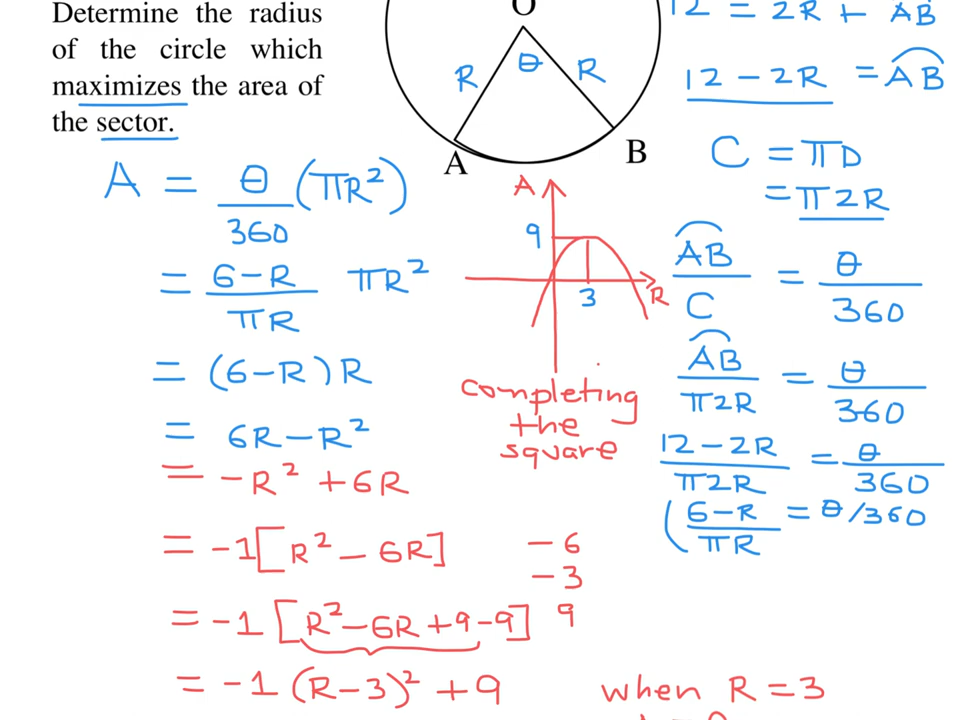 Determine the radius
of the circle which
maximizes the area of
the sector.
O
R θ R
A
B
12 = 2R + AB
12 - 2R = AB
C = πD
= π2R
AB/C = θ/360
AB/π2R = θ/360
12 - 2R/π2R = θ/360
(6-R/πR = θ/360
A = θ/360 (πR²)
= 6-R/πR πR²
= (6-R)R
= 6R-R²
= -R² + 6R
= -1[R² - 6R]
= -1 [R² - 6R + 9 - 9]
= -1 (R-3)² + 9
A
9
3
R
completing
the
square
-6
-3
9
when R = 3